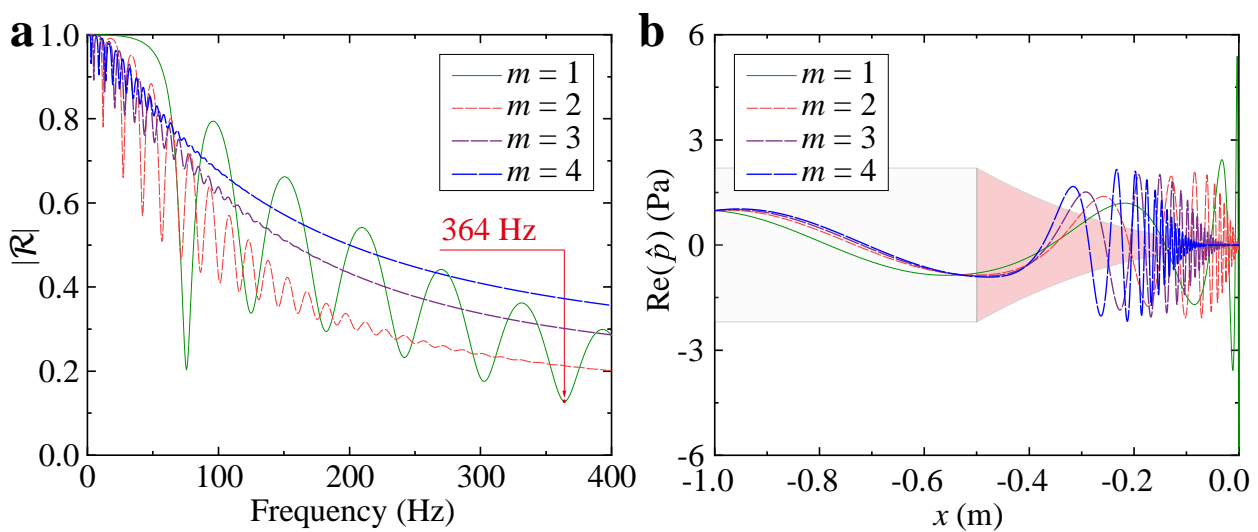 a
1.0
0.8
0.6
0.4
0.2
0.0
|ℛ|
0
100
200
300
400
Frequency (Hz)
m = 1
m = 2
m = 3
m = 4
364 Hz
b
6
3
0
-3
-6
Re(p̂) (Pa)
-1.0
-0.8
-0.6
-0.4
-0.2
0.0
x (m)
m = 1
m = 2
m = 3
m = 4